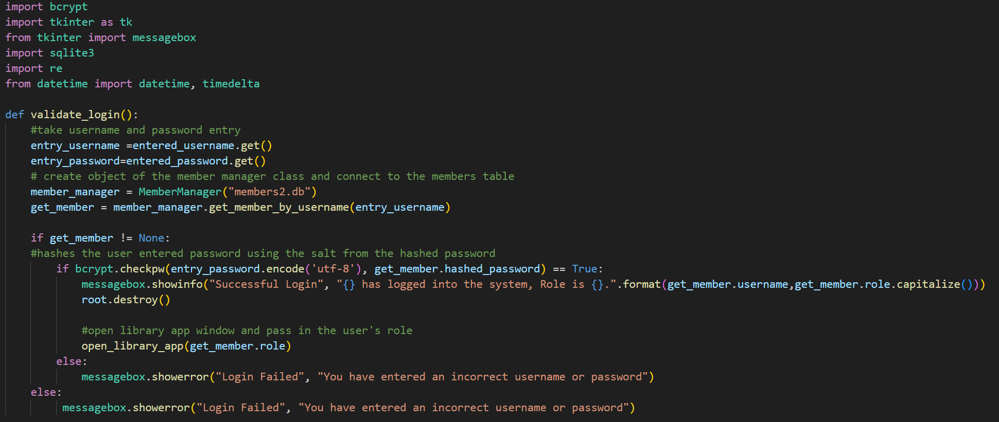 import bcrypt
import tkinter as tk
from tkinter import messagebox
import sqlite3
import re
from datetime import datetime, timedelta

def validate_login():
    #take username and password entry
    entry_username =entered_username.get()
    entry_password=entered_password.get()
    # create object of the member manager class and connect to the members table
    member_manager = MemberManager("members2.db")
    get_member = member_manager.get_member_by_username(entry_username)

    if get_member != None:
    #hashes the user entered password using the salt from the hashed password
        if bcrypt.checkpw(entry_password.encode('utf-8'), get_member.hashed_password) == True:
            messagebox.showinfo("Successful Login", "{} has logged into the system, Role is {}.".format(get_member.username,get_member.role.capitalize()))
            root.destroy()

            #open library app window and pass in the user's role
            open_library_app(get_member.role)
        else:
            messagebox.showerror("Login Failed", "You have entered an incorrect username or password")
    else:
         messagebox.showerror("Login Failed", "You have entered an incorrect username or password")